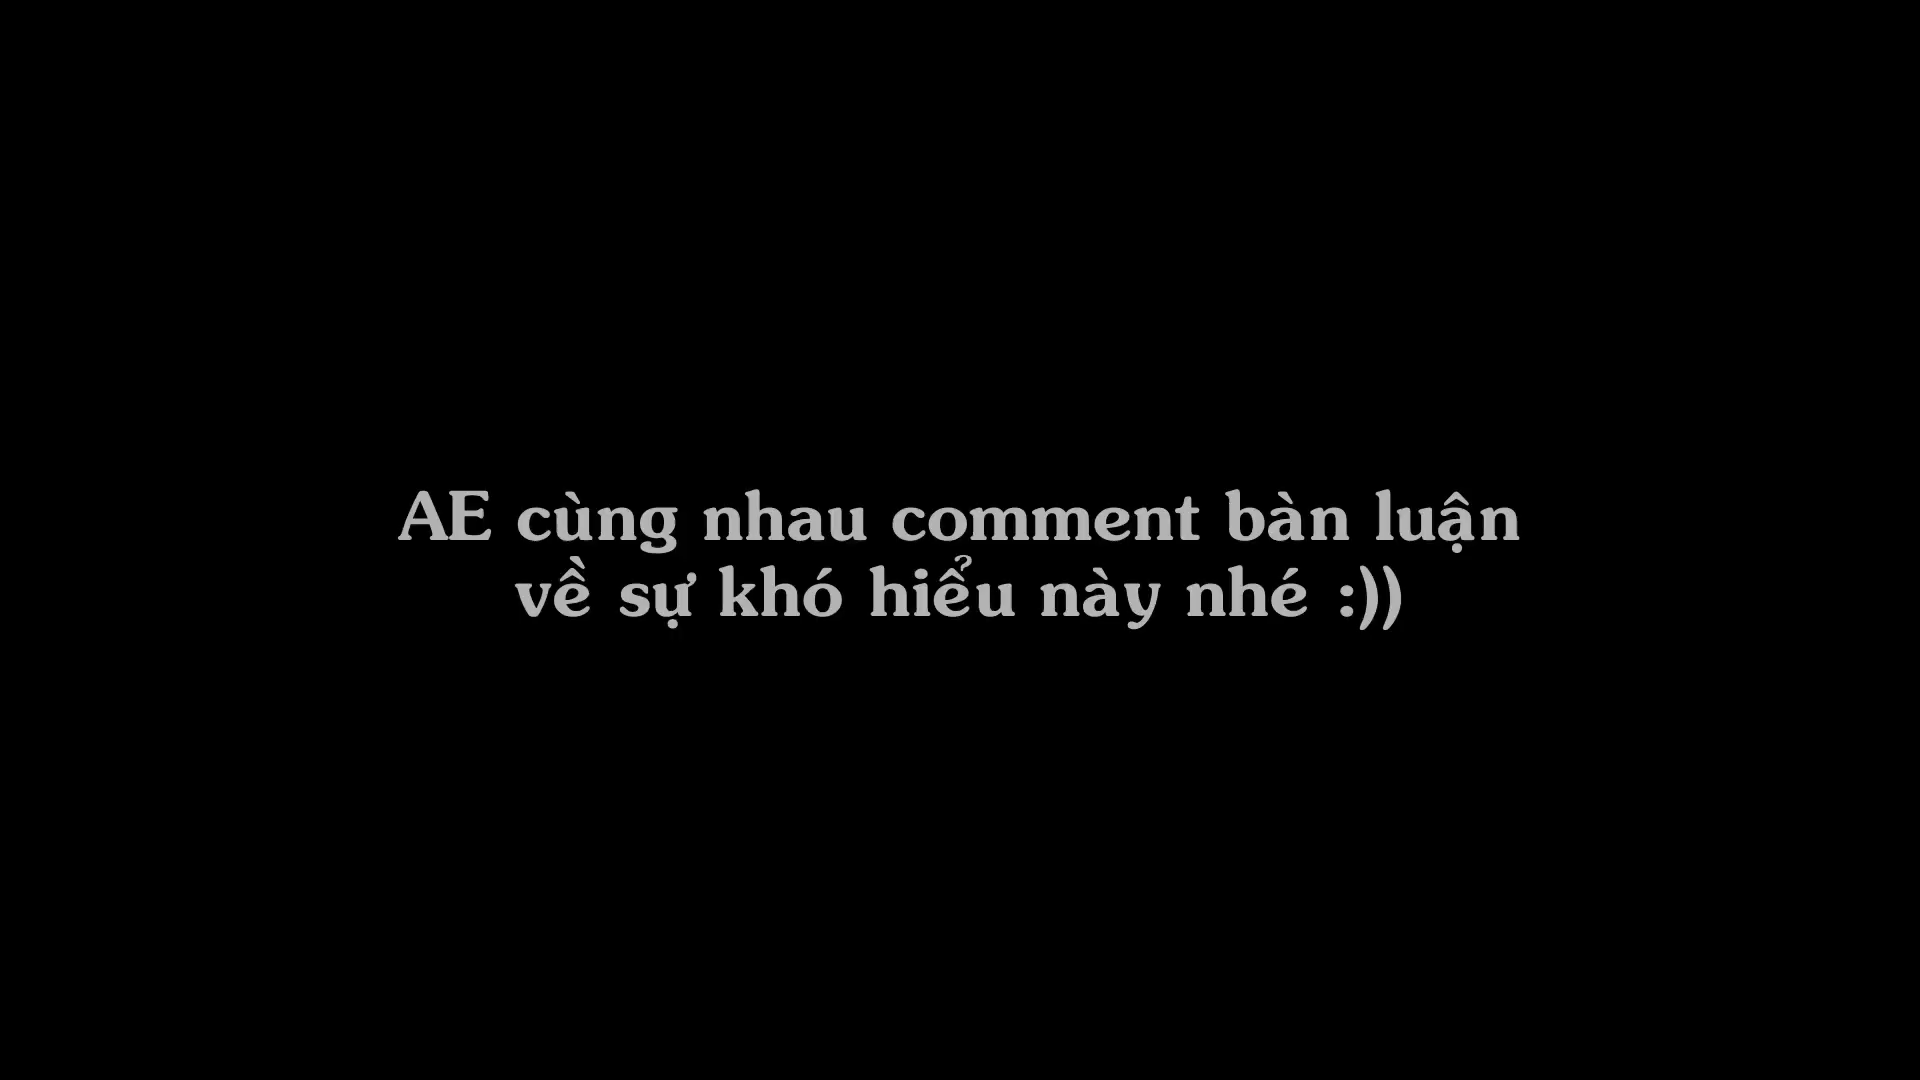 AE cùng nhau comment bàn luận
về sự khó hiểu này nhé :))